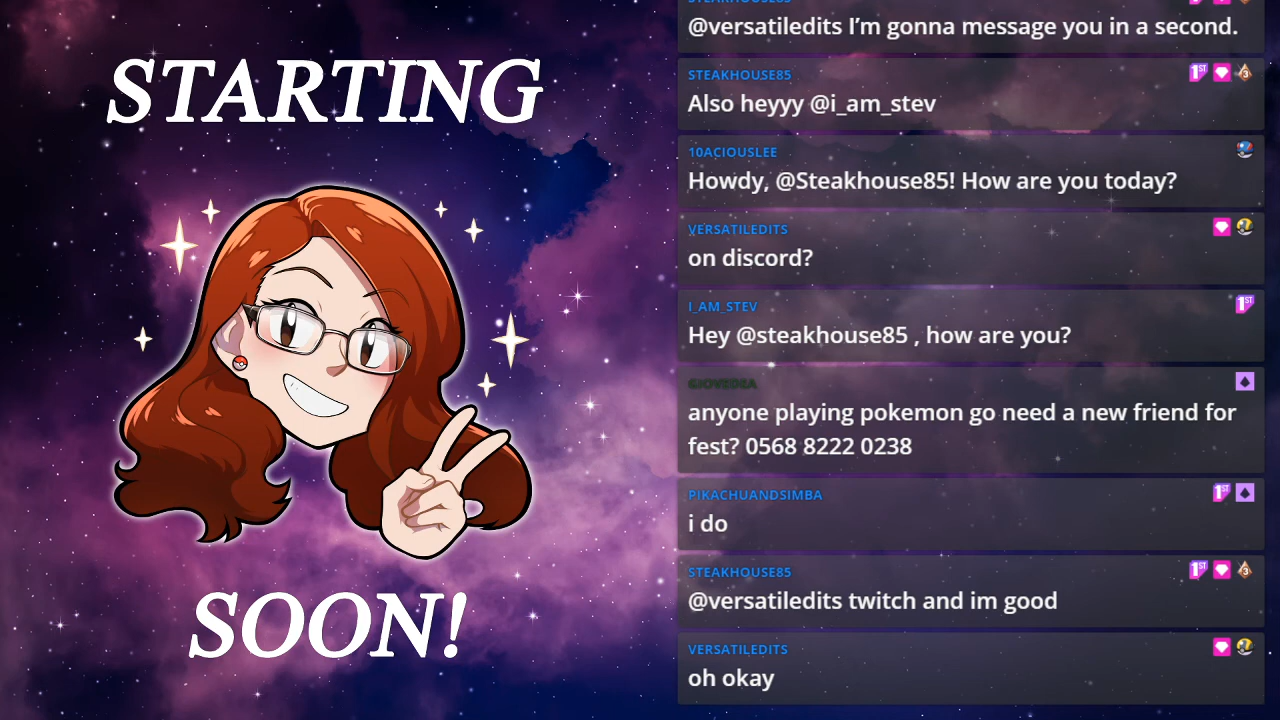 STARTING
SOON!
@versatiledits I’m gonna message you in a second.
STEAKHOUSE85
Also heyyy @i_am_stev
10ACIOUSLEE
Howdy, @Steakhouse85! How are you today?
VERSATILEDITS
on discord?
I_AM_STEV
Hey @steakhouse85 , how are you?
anyone playing pokemon go need a new friend for
fest? 0568 8222 0238
PIKACHUANDSIMBA
i do
STEAKHOUSE85
@versatiledits twitch and im good
VERSATILEDITS
oh okay